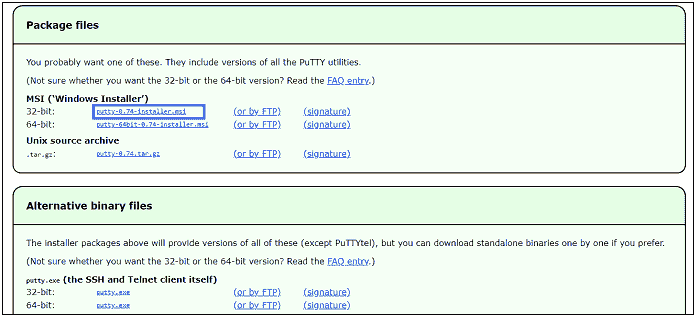 Package files
You probably want one of these. They include versions of all the PuTTY utilities.
(Not sure whether you want the 32-bit or the 64-bit version? Read the FAQ entry.)
MSI ('Windows Installer')
32-bit: putty-0.74-installer.msi (or by FTP) (signature)
64-bit: putty-64bit-0.74-installer.msi (or by FTP) (signature)
Unix source archive
.tar.gz: putty-0.74.tar.gz (or by FTP) (signature)
Alternative binary files
The installer packages above will provide versions of all of these (except PuTTYtel), but you can download standalone binaries one by one if you prefer.
(Not sure whether you want the 32-bit or the 64-bit version? Read the FAQ entry.)
putty.exe (the SSH and Telnet client itself)
32-bit: putty.exe (or by FTP) (signature)
64-bit: putty.exe (or by FTP) (signature)